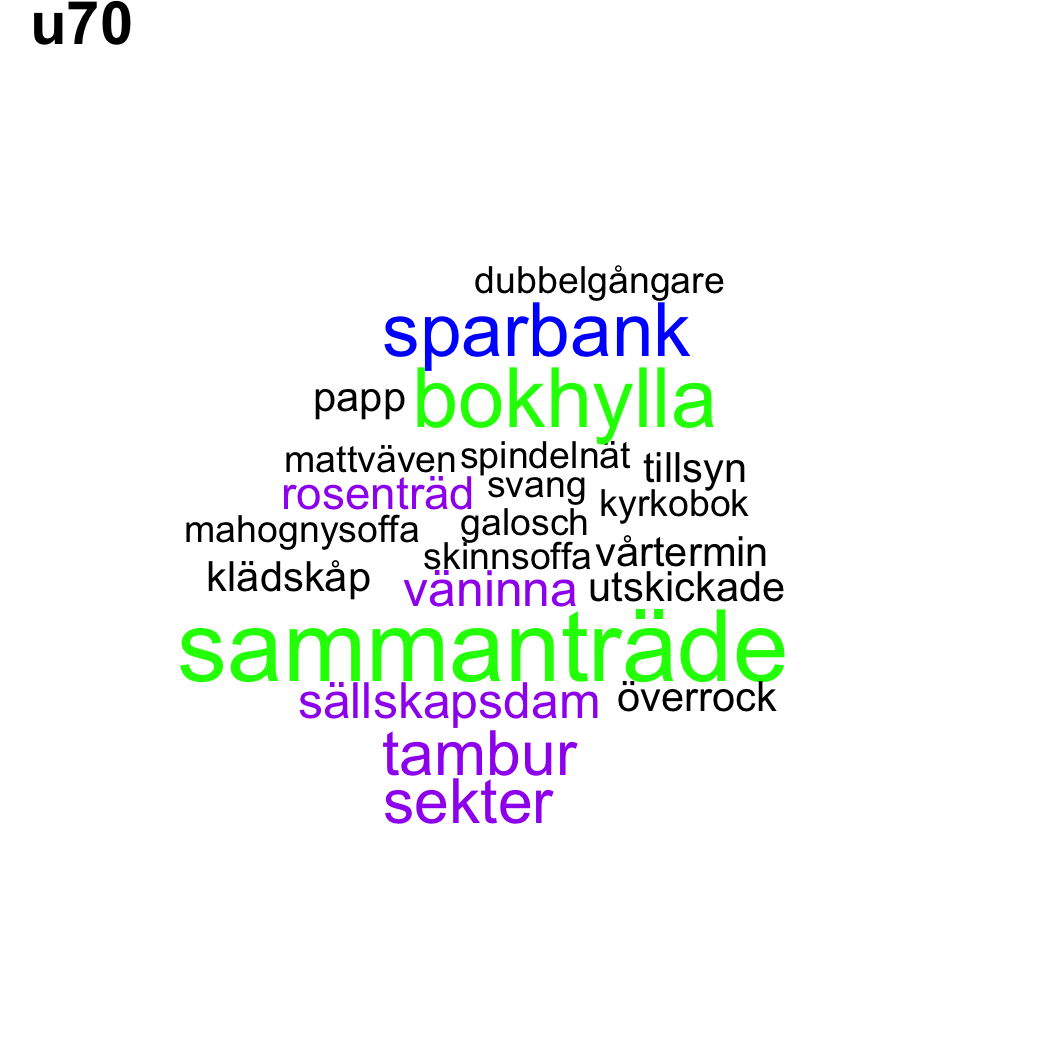 u70
dubbelgångare
sparbank
papp bokhylla
mattväven spindelnät tillsyn
rosenträd svang kyrkobok
mahognysoffa galosch
skinnsoffa vårtermin
klädskåp väninna utskickade
sammanträde
sällskapsdam överrock
tambur
sekter